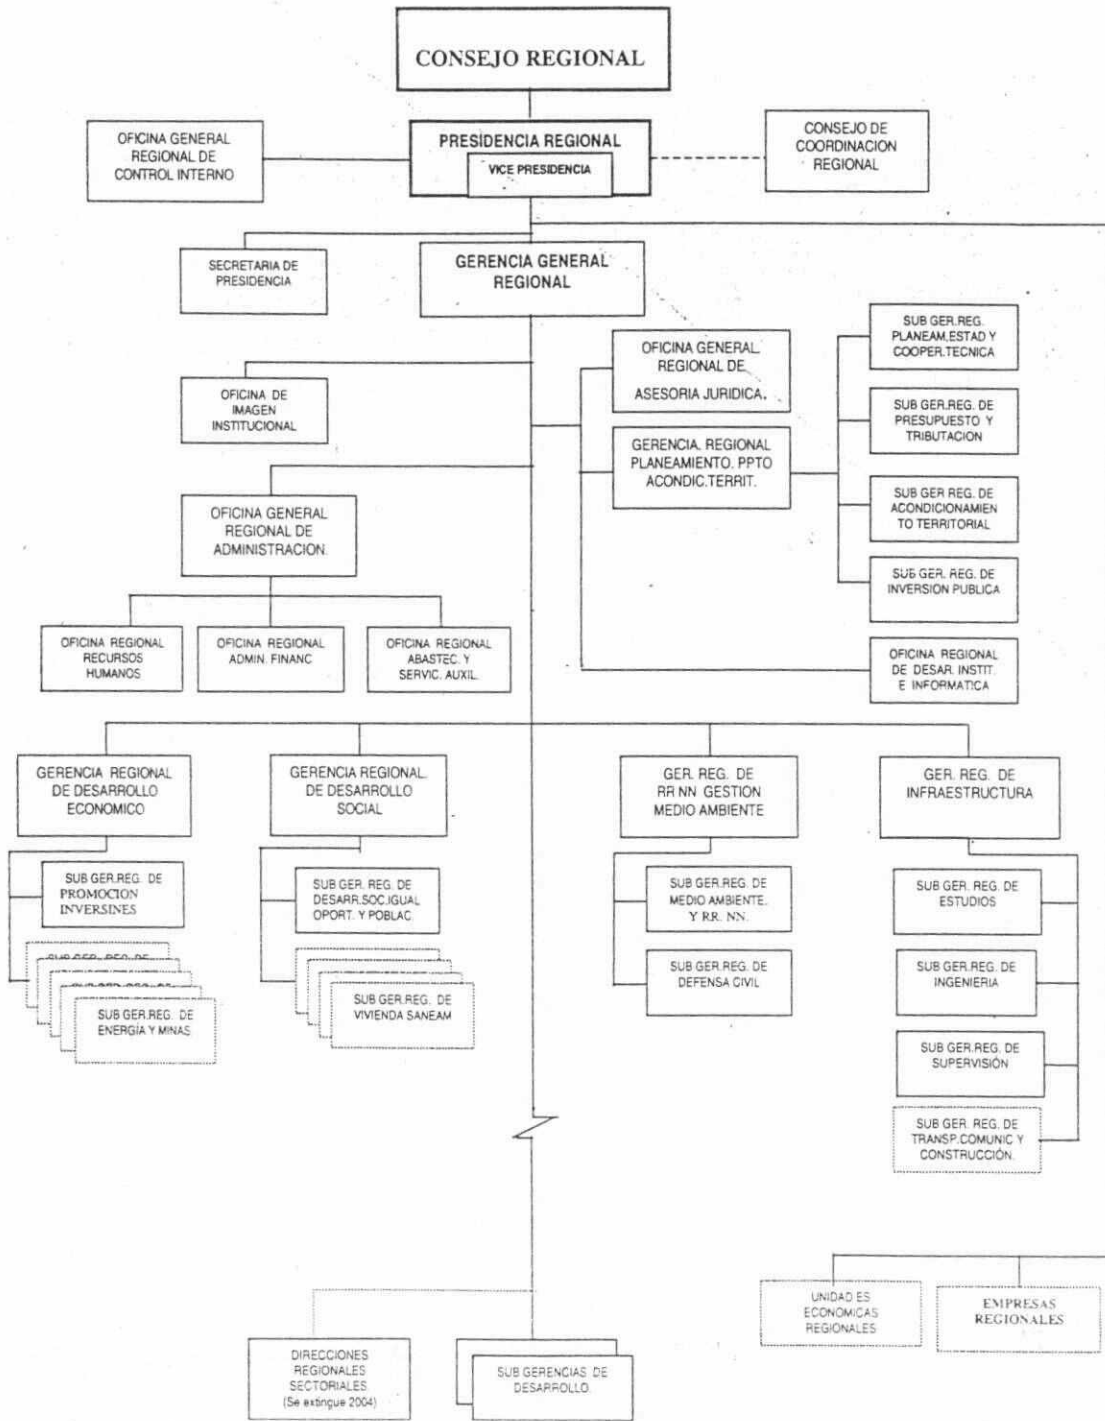 CONSEJO REGIONAL
OFICINA GENERAL
REGIONAL DE
CONTROL INTERNO
PRESIDENCIA REGIONAL
VICE PRESIDENCIA
CONSEJO DE
COORDINACION
REGIONAL
SECRETARIA DE
PRESIDENCIA
GERENCIA GENERAL
REGIONAL
OFICINA DE
IMAGEN
INSTITUCIONAL
OFICINA GENERAL.
REGIONAL DE
ASESORIA JURIDICA.
GERENCIA. REGIONAL
PLANEAMIENTO. PPTO
ACONDIC.TERRIT.
SUB GER.REG.
PLANEAM.ESTAD Y
COOPER.TECNICA
SUB GER.REG. DE
PRESUPUESTO Y
TRIBUTACION
SUB GER REG. DE
ACONDICIONAMIEN
TO TERRITORIAL
SUB GER. REG. DE
INVERSION PUBLICA
OFICINA REGIONAL
DE DESAR. INSTIT.
E INFORMATICA
OFICINA GENERAL
REGIONAL DE
ADMINISTRACION.
OFICINA REGIONAL
RECURSOS
HUMANOS
OFICINA REGIONAL
ADMIN. FINANC
OFICINA REGIONAL
ABASTEC. Y
SERVIC. AUXIL.
GERENCIA REGIONAL
DE DESARROLLO
ECONOMICO
GERENCIA REGIONAL.
DE DESARROLLO
SOCIAL
GER. REG. DE
RR NN GESTION
MEDIO AMBIENTE
GER. REG. DE
INFRAESTRUCTURA
SUB GER.REG. DE
PROMOCION
INVERSINES
SUB GER. REG. DE
SUB GER.REG. DE
SUB GER.REG. DE
ENERGÍA Y MINAS
SUB GER. REG. DE
DESARR.SOC.IGUAL
OPORT. Y POBLAC.
SUB GER.REG. DE
VIVIENDA SANEAM
SUB GER.REG. DE
MEDIO AMBIENTE.
Y RR. NN.
SUB GER.REG. DE
DEFENSA CIVIL
SUB GER. REG. DE
ESTUDIOS
SUB GER.REG. DE
INGENIERIA
SUB GER.REG. DE
SUPERVISIÓN
SUB GER. REG. DE
TRANSP.COMUNIC Y
CONSTRUCCIÓN.
UNIDAD ES
ECONOMICAS
REGIONALES
EMPRESAS
REGIONALES
DIRECCIONES
REGIONALES
SECTORIALES
(Se extingue 2004)
SUB GERENCIAS DE
DESARROLLO.